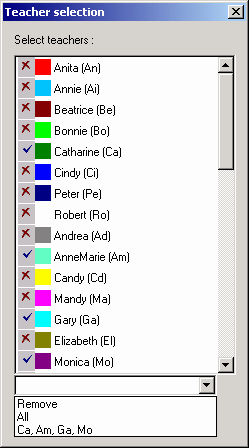 Teacher selection
Select teachers :
Anita (An)
Annie (Ai)
Beatrice (Be)
Bonnie (Bo)
Catharine (Ca)
Cindy (Ci)
Peter (Pe)
Robert (Ro)
Andrea (Ad)
AnneMarie (Am)
Candy (Cd)
Mandy (Ma)
Gary (Ga)
Elizabeth (El)
Monica (Mo)
Remove
All
Ca, Am, Ga, Mo